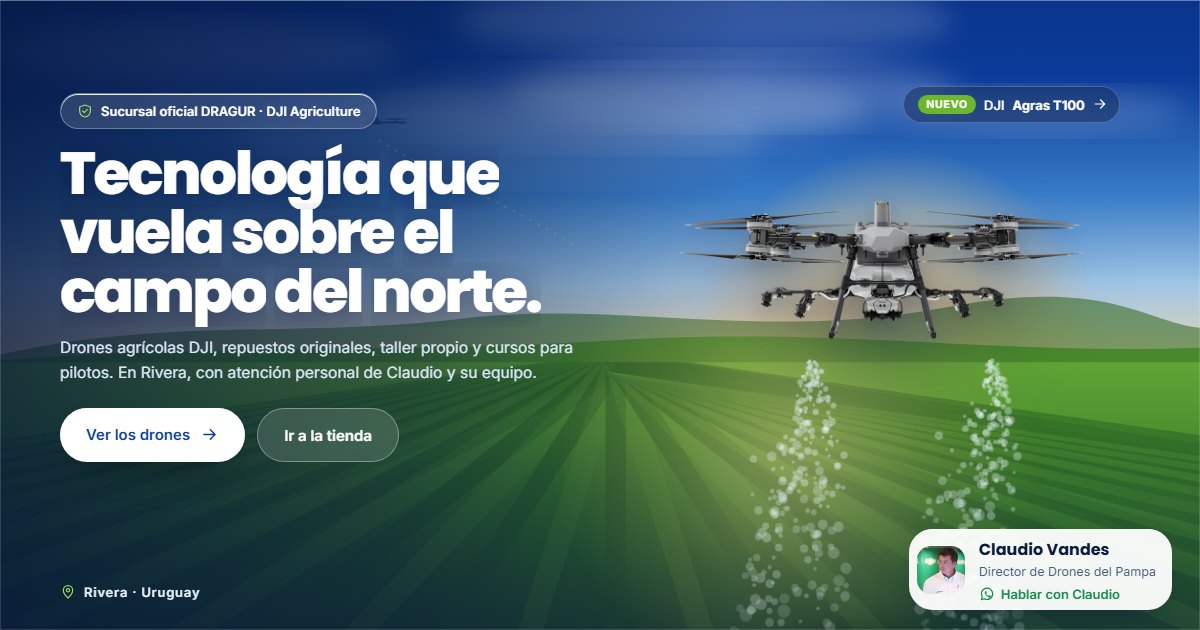 Sucursal oficial DRAGUR · DJI Agriculture
NUEVO DJI Agras T100 →
Tecnología que
vuela sobre el
campo del norte.
Drones agrícolas DJI, repuestos originales, taller propio y cursos para
pilotos. En Rivera, con atención personal de Claudio y su equipo.
Ver los drones →
Ir a la tienda
Rivera · Uruguay
Claudio Vandes
Director de Drones del Pampa
Hablar con Claudio